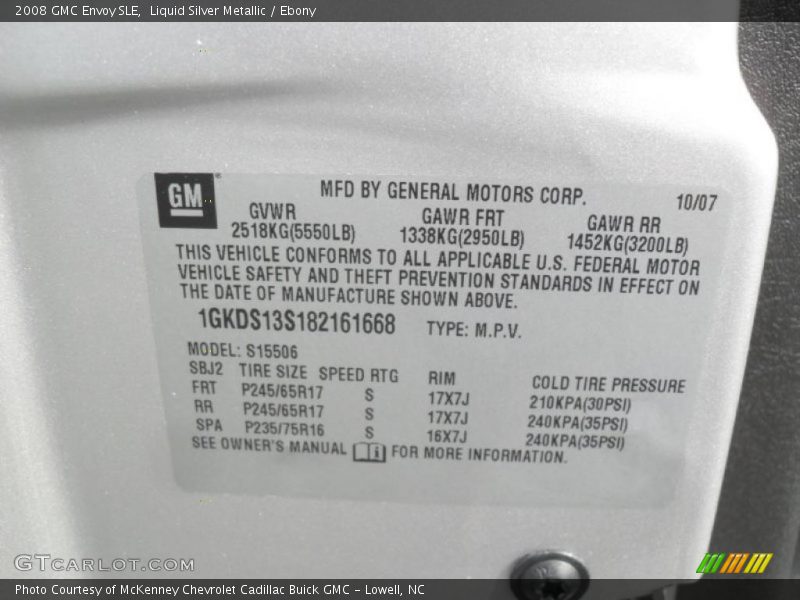 2008 GMC Envoy SLE,  Liquid Silver Metallic / Ebony
GM
MFD BY GENERAL MOTORS CORP. 10/07
GVWR GAWR FRT GAWR RR
2518KG(5550LB) 1338KG(2950LB) 1452KG(3200LB)
THIS VEHICLE CONFORMS TO ALL APPLICABLE U.S. FEDERAL MOTOR
VEHICLE SAFETY AND THEFT PREVENTION STANDARDS IN EFFECT ON
THE DATE OF MANUFACTURE SHOWN ABOVE.
1GKDS13S182161668 TYPE: M.P.V.
MODEL: S15506
SBJ2 TIRE SIZE SPEED RTG RIM COLD TIRE PRESSURE
FRT P245/65R17 S 17X7J 210KPA(30PSI)
RR P245/65R17 S 17X7J 240KPA(35PSI)
SPA P235/75R16 S 16X7J 240KPA(35PSI)
SEE OWNER'S MANUAL i FOR MORE INFORMATION.
GTCARLOT.COM
Photo Courtesy of McKenney Chevrolet Cadillac Buick GMC - Lowell, NC